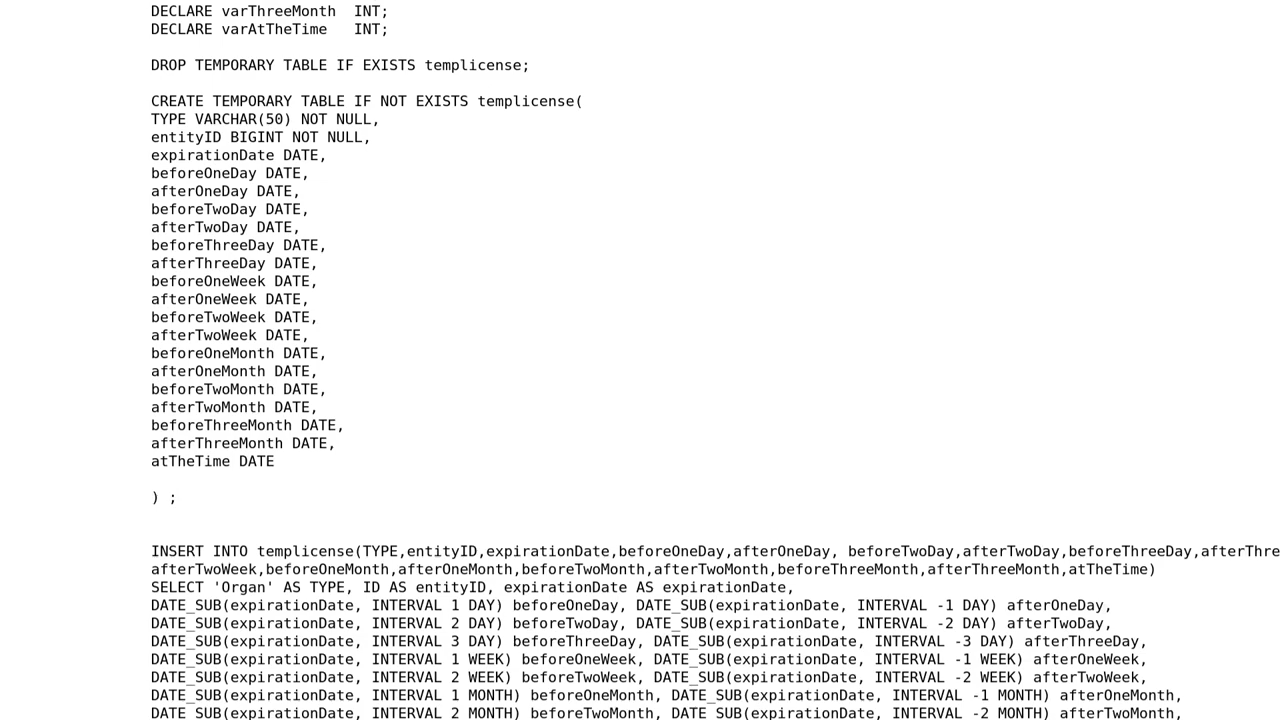 DECLARE varThreeMonth  INT;
DECLARE varAtTheTime   INT;
DROP TEMPORARY TABLE IF EXISTS templicense;
CREATE TEMPORARY TABLE IF NOT EXISTS templicense(
TYPE VARCHAR(50) NOT NULL,
entityID BIGINT NOT NULL,
expirationDate DATE,
beforeOneDay DATE,
afterOneDay DATE,
beforeTwoDay DATE,
afterTwoDay DATE,
beforeThreeDay DATE,
afterThreeDay DATE,
beforeOneWeek DATE,
afterOneWeek DATE,
beforeTwoWeek DATE,
afterTwoWeek DATE,
beforeOneMonth DATE,
afterOneMonth DATE,
beforeTwoMonth DATE,
afterTwoMonth DATE,
beforeThreeMonth DATE,
afterThreeMonth DATE,
atTheTime DATE
) ;
INSERT INTO templicense(TYPE,entityID,expirationDate,beforeOneDay,afterOneDay, beforeTwoDay,afterTwoDay,beforeThreeDay,afterThre
afterTwoWeek,beforeOneMonth,afterOneMonth,beforeTwoMonth,afterTwoMonth,beforeThreeMonth,afterThreeMonth,atTheTime)
SELECT 'Organ' AS TYPE, ID AS entityID, expirationDate AS expirationDate,
DATE_SUB(expirationDate, INTERVAL 1 DAY) beforeOneDay, DATE_SUB(expirationDate, INTERVAL -1 DAY) afterOneDay,
DATE_SUB(expirationDate, INTERVAL 2 DAY) beforeTwoDay, DATE_SUB(expirationDate, INTERVAL -2 DAY) afterTwoDay,
DATE_SUB(expirationDate, INTERVAL 3 DAY) beforeThreeDay, DATE_SUB(expirationDate, INTERVAL -3 DAY) afterThreeDay,
DATE_SUB(expirationDate, INTERVAL 1 WEEK) beforeOneWeek, DATE_SUB(expirationDate, INTERVAL -1 WEEK) afterOneWeek,
DATE_SUB(expirationDate, INTERVAL 2 WEEK) beforeTwoWeek, DATE_SUB(expirationDate, INTERVAL -2 WEEK) afterTwoWeek,
DATE_SUB(expirationDate, INTERVAL 1 MONTH) beforeOneMonth, DATE_SUB(expirationDate, INTERVAL -1 MONTH) afterOneMonth,
DATE_SUB(expirationDate, INTERVAL 2 MONTH) beforeTwoMonth, DATE_SUB(expirationDate, INTERVAL -2 MONTH) afterTwoMonth,